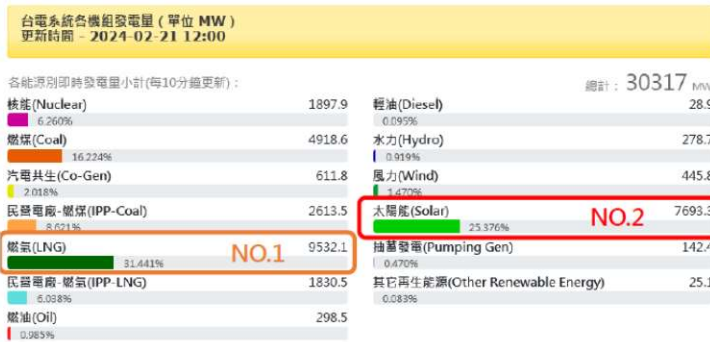 台電系統各機組發電量（單位 MW）
更新時間 - 2024-02-21 12:00
各能源別即時發電量小計(每10分鐘更新)：
總計： 30317 MW
核能(Nuclear) 1897.9
6.260%
燃煤(Coal) 4918.6
16.224%
汽電共生(Co-Gen) 611.8
2.018%
民營電廠-燃煤(IPP-Coal) 2613.5
8.621%
燃氣(LNG) 9532.1
31.441%
NO.1
民營電廠-燃氣(IPP-LNG) 1830.5
6.038%
燃油(Oil) 298.5
0.985%
輕油(Diesel) 28.9
0.095%
水力(Hydro) 278.7
0.919%
風力(Wind) 445.8
1.470%
太陽能(Solar) 7693.3
25.376%
NO.2
抽蓄發電(Pumping Gen) 142.4
0.470%
其它再生能源(Other Renewable Energy) 25.1
0.083%